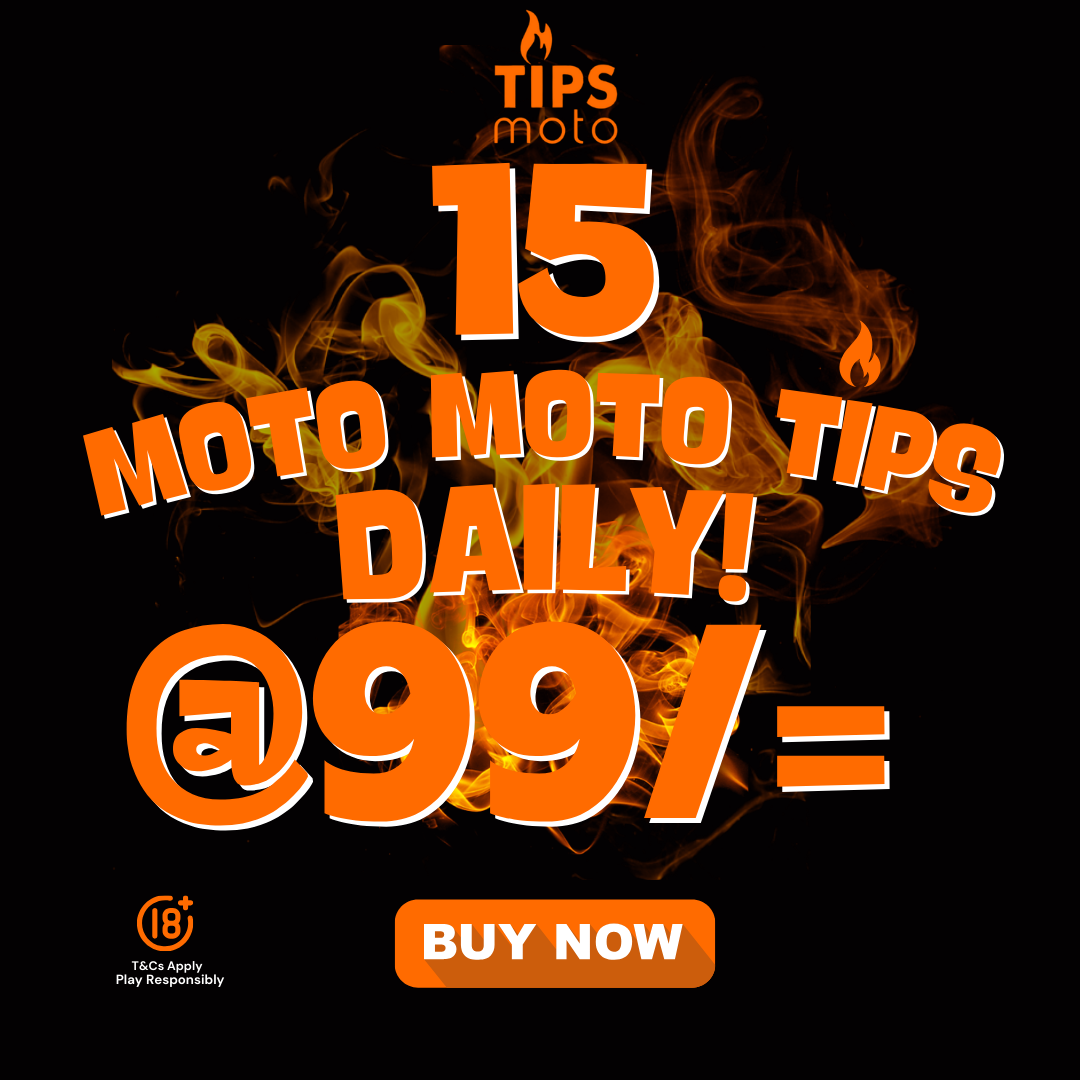 TIPS
moto
15
MOTO MOTO TIPS
DAILY!
@99/=
18+
T&Cs Apply
Play Responsibly
BUY NOW